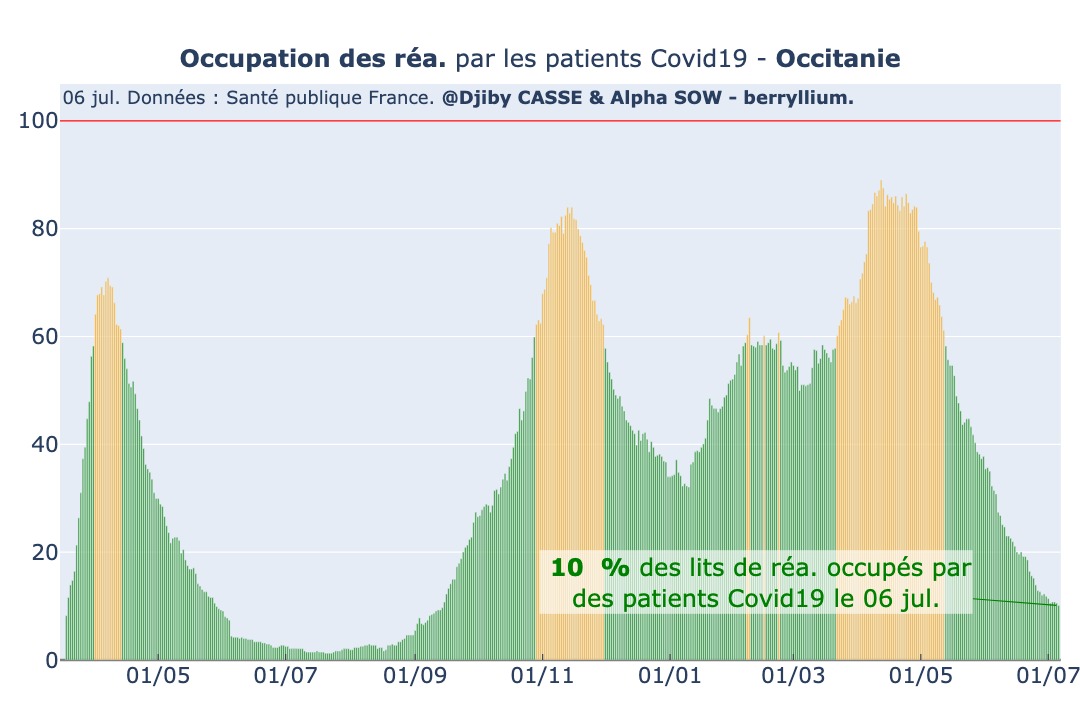 Occupation des réa. par les patients Covid19 - Occitanie
06 jul. Données : Santé publique France. @Djiby CASSE & Alpha SOW - berryllium.
100
80
60
40
20
0
10 % des lits de réa. occupés par
des patients Covid19 le 06 jul.
01/05 01/07 01/09 01/11 01/01 01/03 01/05 01/07